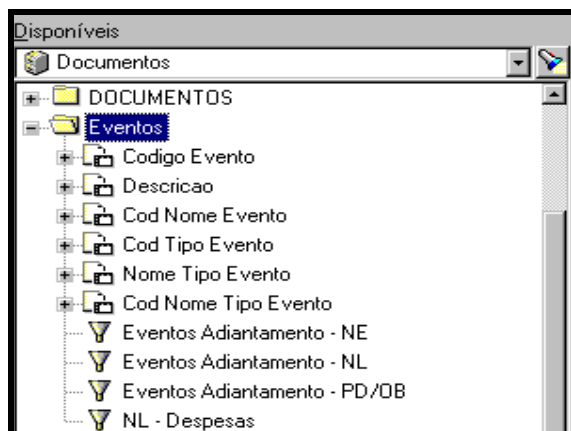 Disponíveis
Documentos
DOCUMENTOS
Eventos
Codigo Evento
Descricao
Cod Nome Evento
Cod Tipo Evento
Nome Tipo Evento
Cod Nome Tipo Evento
Eventos Adiantamento - NE
Eventos Adiantamento - NL
Eventos Adiantamento - PD/OB
NL - Despesas